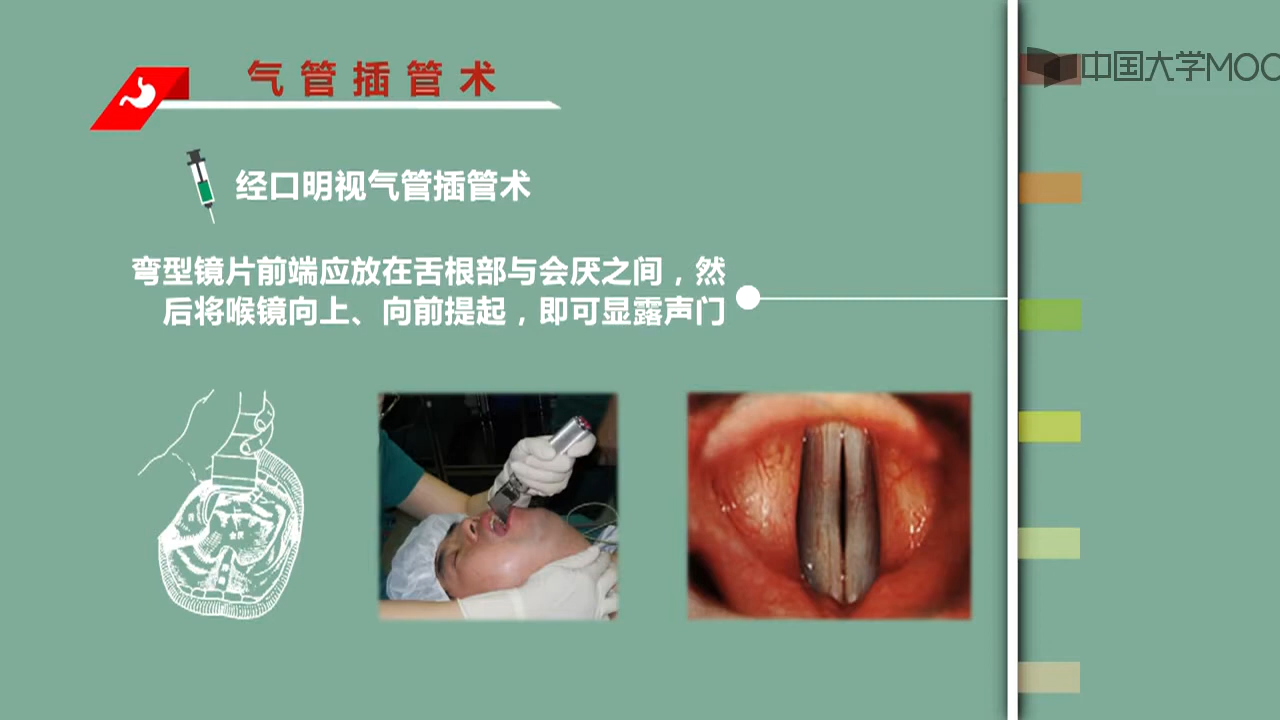 气管插管术
中国大学MOO
经口明视气管插管术
弯型镜片前端应放在舌根部与会厌之间，然
后将喉镜向上、向前提起，即可显露声门
会厌